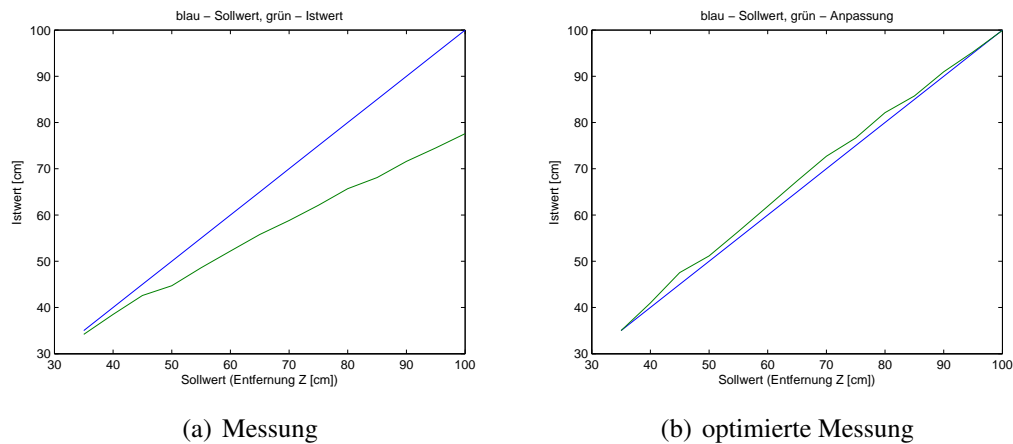 blau – Sollwert, grün – Istwert
100
90
80
70
60
50
40
30
Istwert [cm]
30 40 50 60 70 80 90 100
Sollwert (Entfernung Z [cm])
(a) Messung
blau – Sollwert, grün – Anpassung
100
90
80
70
60
50
40
30
Istwert [cm]
30 40 50 60 70 80 90 100
Sollwert (Entfernung Z [cm])
(b) optimierte Messung